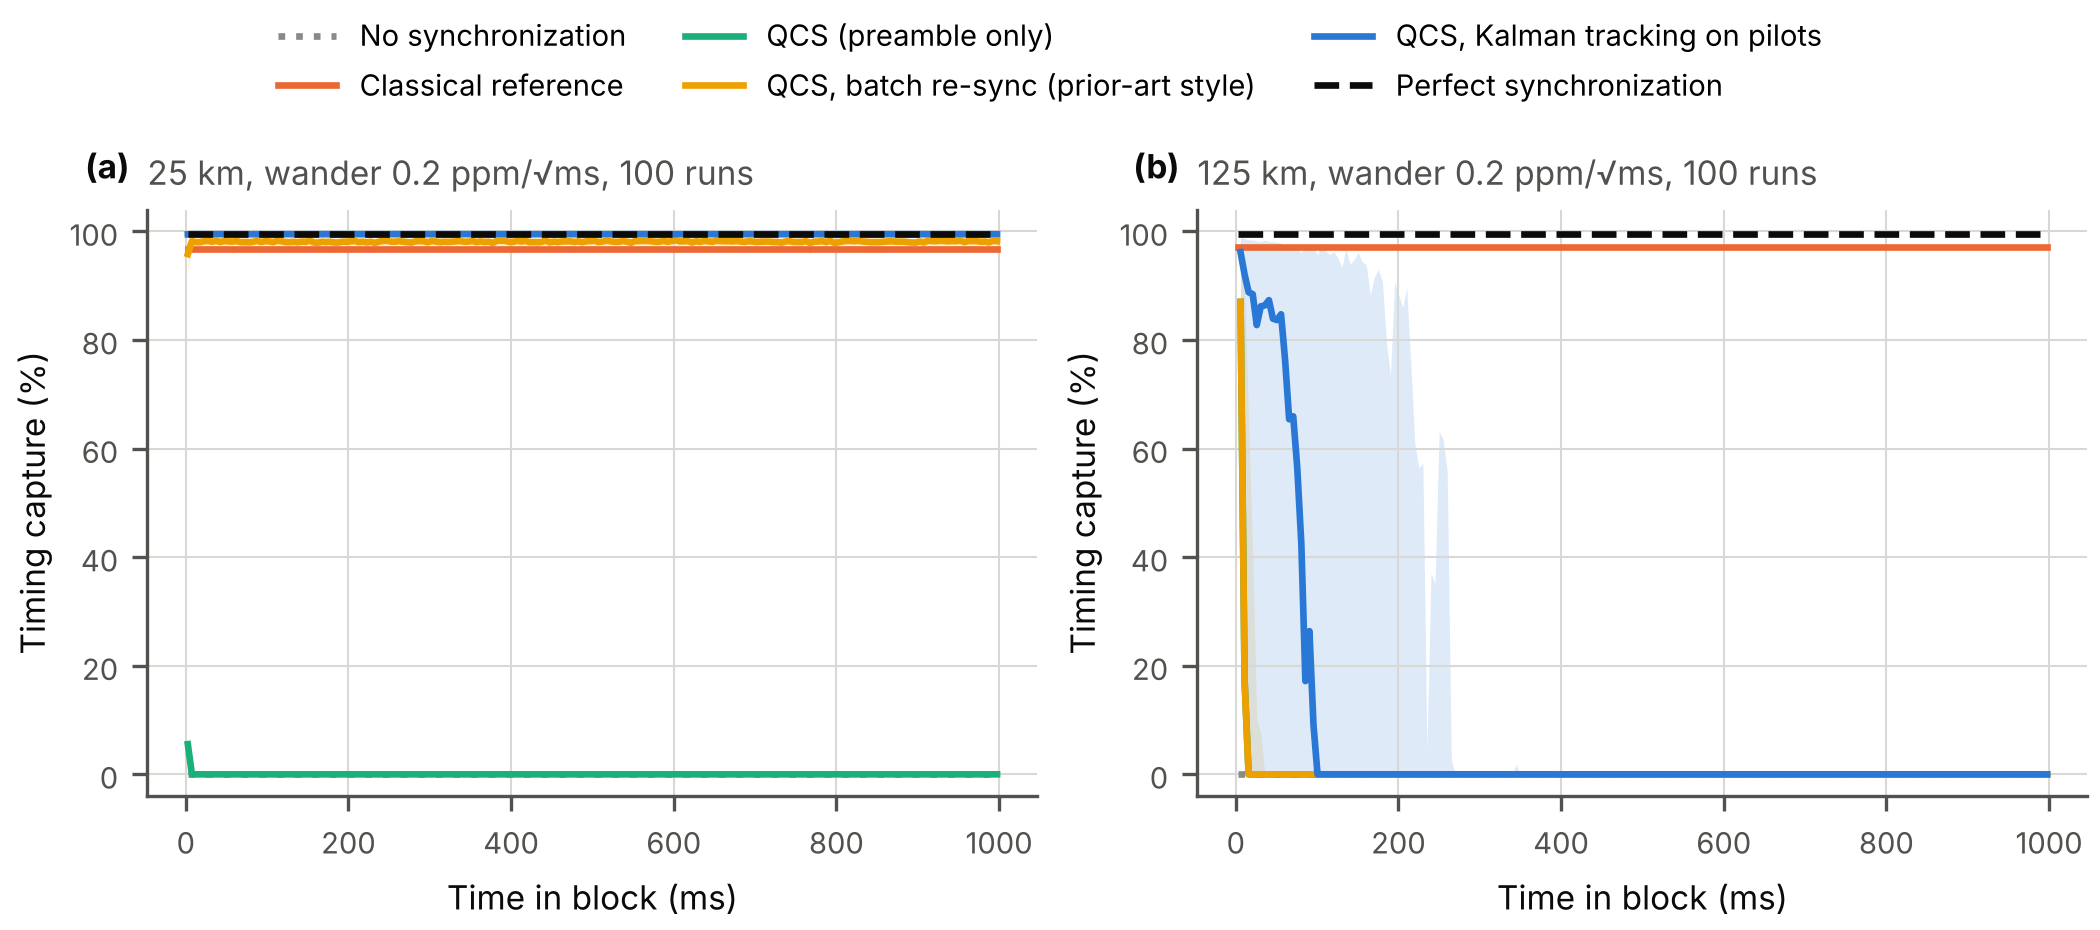 No synchronization
QCS (preamble only)
QCS, Kalman tracking on pilots
Classical reference
QCS, batch re-sync (prior-art style)
Perfect synchronization
(a) 25 km, wander 0.2 ppm/√ms, 100 runs
100
80
60
40
20
0
Timing capture (%)
0 200 400 600 800 1000
Time in block (ms)
(b) 125 km, wander 0.2 ppm/√ms, 100 runs
100
80
60
40
20
0
Timing capture (%)
0 200 400 600 800 1000
Time in block (ms)